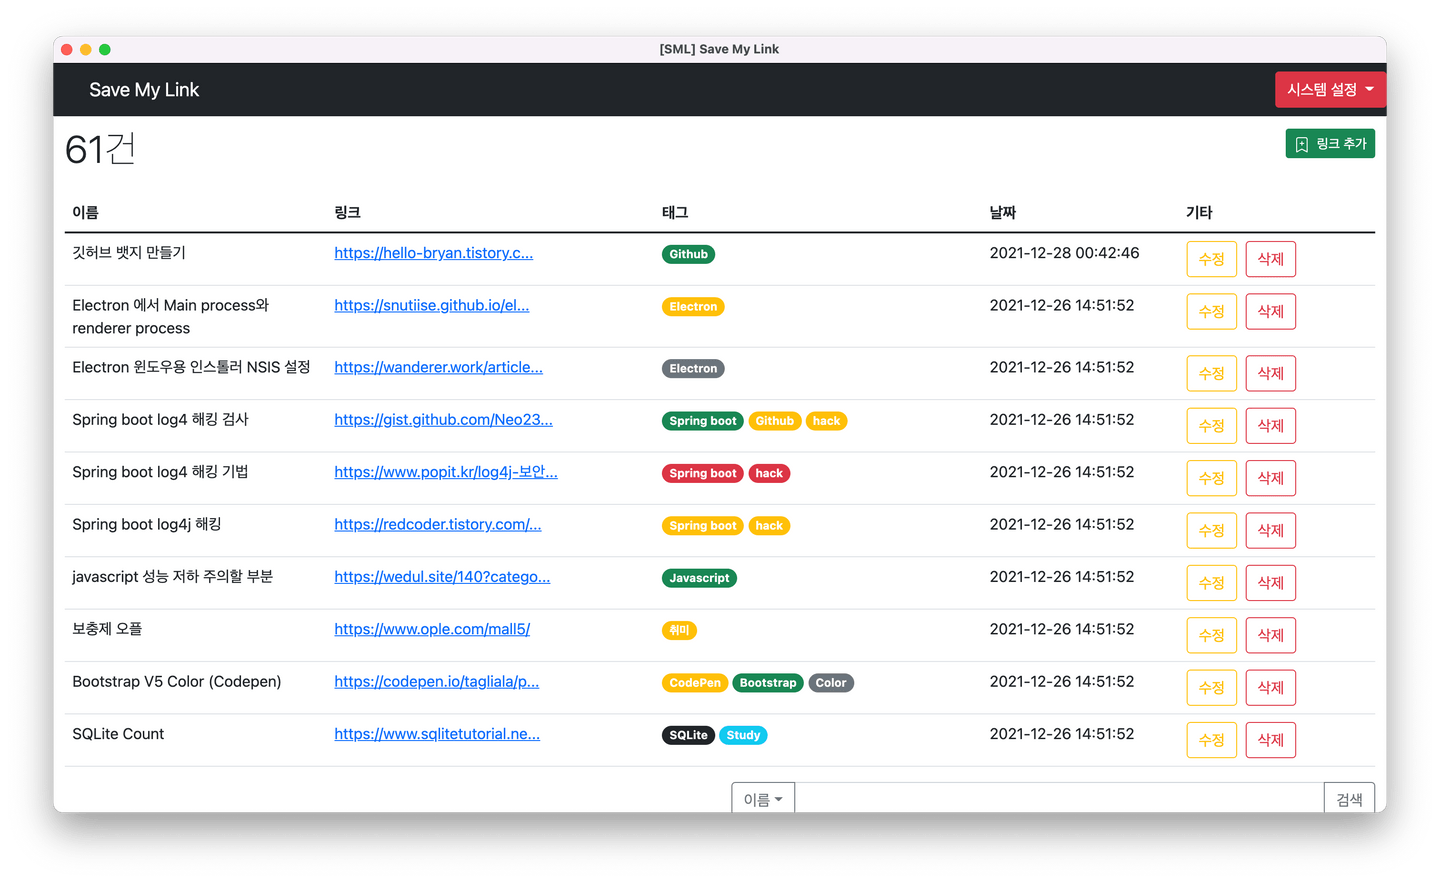 [SML] Save My Link
Save My Link
시스템 설정
61건
링크 추가
이름 링크 태그 날짜 기타
깃허브 뱃지 만들기 https://hello-bryan.tistory.c... Github 2021-12-28 00:42:46 수정 삭제
Electron 에서 Main process와 https://snutiise.github.io/el... Electron 2021-12-26 14:51:52 수정 삭제
renderer process
Electron 윈도우용 인스톨러 NSIS 설정 https://wanderer.work/article... Electron 2021-12-26 14:51:52 수정 삭제
Spring boot log4 해킹 검사 https://gist.github.com/Neo23... Spring boot Github hack 2021-12-26 14:51:52 수정 삭제
Spring boot log4 해킹 기법 https://www.popit.kr/log4j-보안... Spring boot hack 2021-12-26 14:51:52 수정 삭제
Spring boot log4j 해킹 https://redcoder.tistory.com/... Spring boot hack 2021-12-26 14:51:52 수정 삭제
javascript 성능 저하 주의할 부분 https://wedul.site/140?catego... Javascript 2021-12-26 14:51:52 수정 삭제
보충제 오플 https://www.ople.com/mall5/ 취미 2021-12-26 14:51:52 수정 삭제
Bootstrap V5 Color (Codepen) https://codepen.io/tagliala/p... CodePen Bootstrap Color 2021-12-26 14:51:52 수정 삭제
SQLite Count https://www.sqlitetutorial.ne... SQLite Study 2021-12-26 14:51:52 수정 삭제
이름 검색